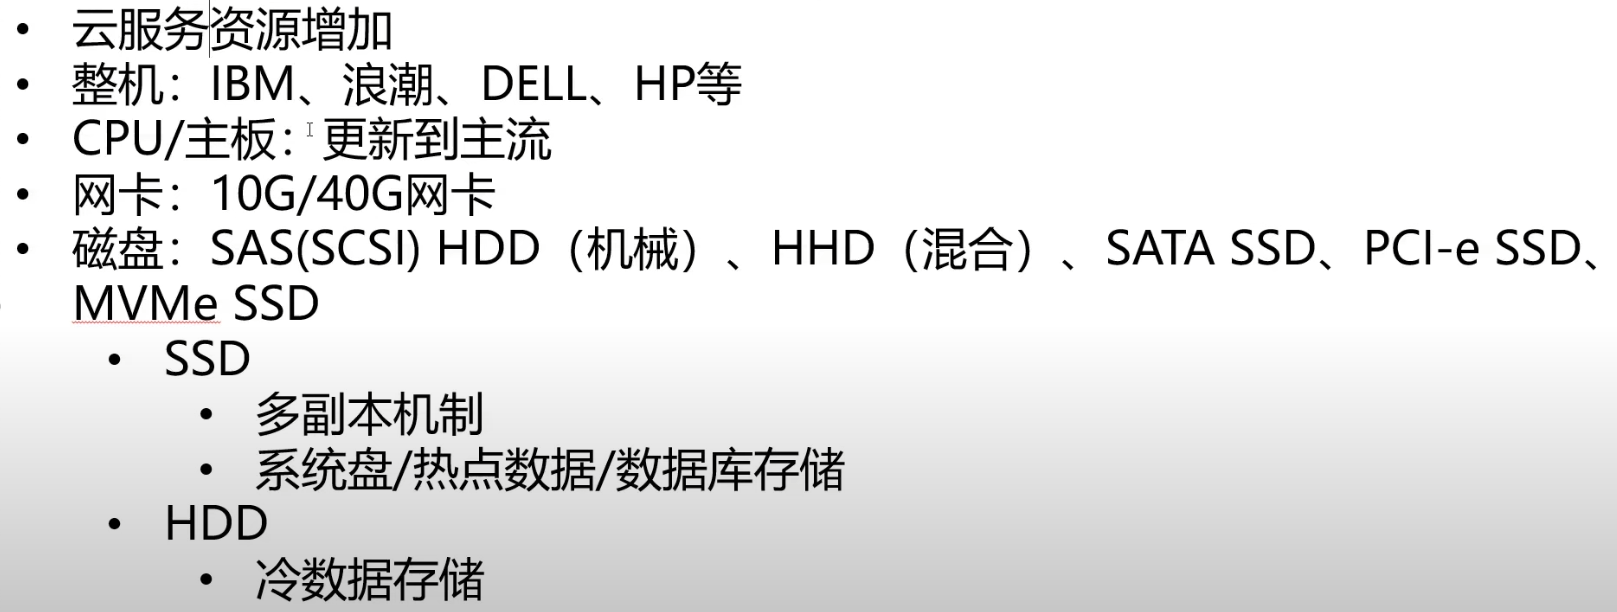 • 云服务资源增加
• 整机：IBM、浪潮、DELL、HP等
• CPU/主板：更新到主流
• 网卡：10G/40G网卡
• 磁盘：SAS(SCSI) HDD（机械）、HHD（混合）、SATA SSD、PCI-e SSD、
MVMe SSD
• SSD
• 多副本机制
• 系统盘/热点数据/数据库存储
• HDD
• 冷数据存储